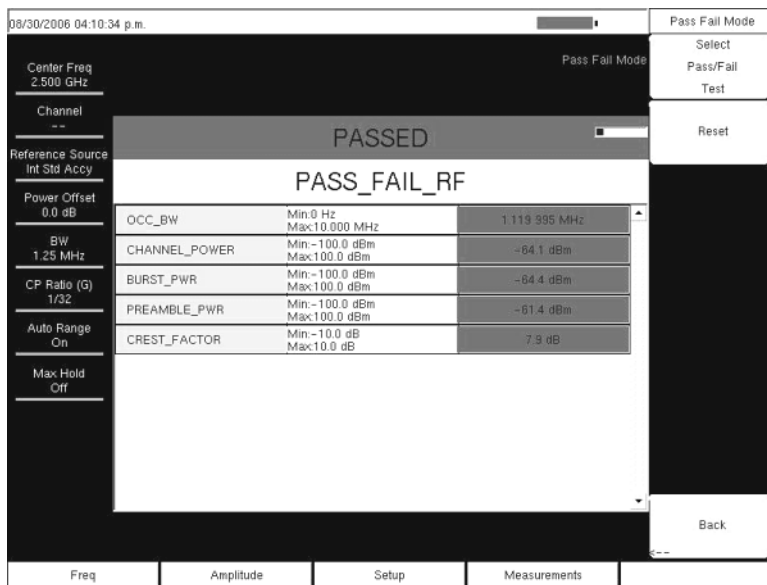 08/30/2006 04:10:34 p.m.
Pass Fail Mode
Center Freq
2.500 GHz
Channel
--
Reference Source
Int Std Accy
Power Offset
0.0 dB
BW
1.25 MHz
CP Ratio (G)
1/32
Auto Range
On
Max Hold
Off
PASSED
PASS_FAIL_RF
OCC_BW Min:0 Hz 1.119 395 MHz
Max:10.000 MHz
CHANNEL_POWER Min:-100.0 dBm -64.1 dBm
Max:100.0 dBm
BURST_PWR Min:-100.0 dBm -64.4 dBm
Max:100.0 dBm
PREAMBLE_PWR Min:-100.0 dBm -61.4 dBm
Max:100.0 dBm
CREST_FACTOR Min:-10.0 dB 7.9 dB
Max:10.0 dB
Pass Fail Mode
Select
Pass/Fail
Test
Reset
Back
<--
Freq Amplitude Setup Measurements